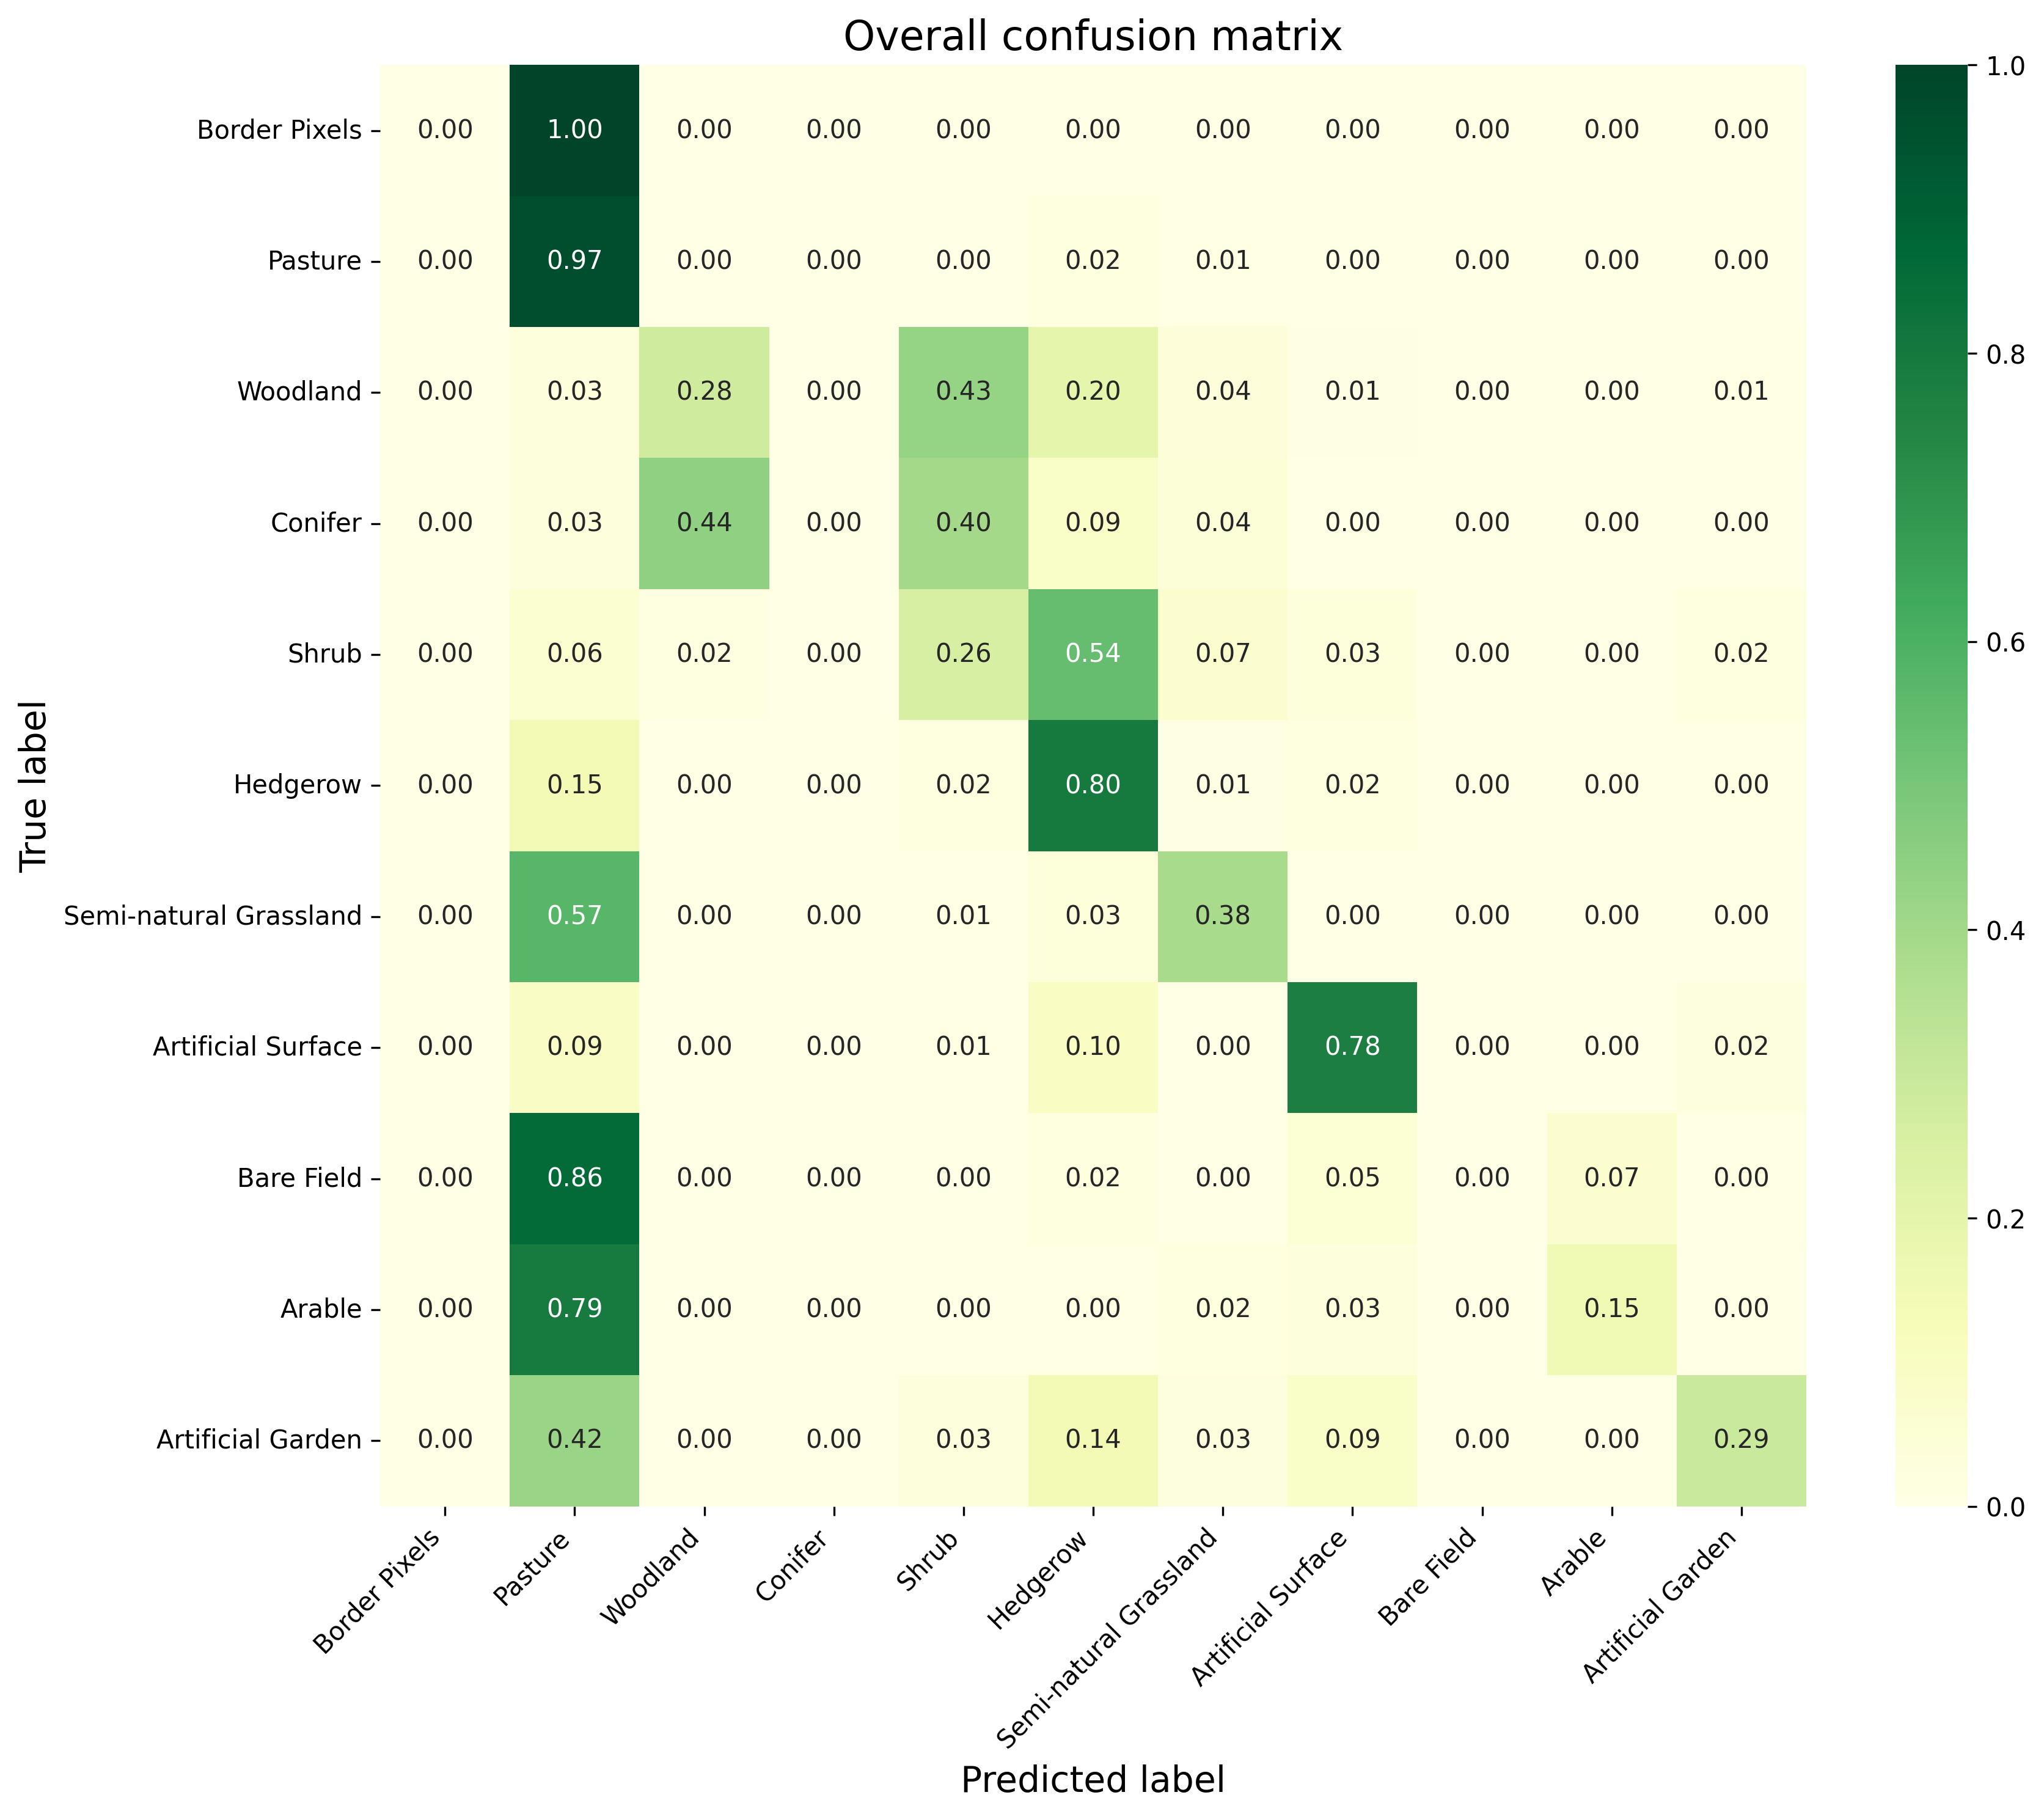 Overall confusion matrix
Border Pixels 0.00 1.00 0.00 0.00 0.00 0.00 0.00 0.00 0.00 0.00 0.00
Pasture 0.00 0.97 0.00 0.00 0.00 0.02 0.01 0.00 0.00 0.00 0.00
Woodland 0.00 0.03 0.28 0.00 0.43 0.20 0.04 0.01 0.00 0.00 0.01
Conifer 0.00 0.03 0.44 0.00 0.40 0.09 0.04 0.00 0.00 0.00 0.00
Shrub 0.00 0.06 0.02 0.00 0.26 0.54 0.07 0.03 0.00 0.00 0.02
Hedgerow 0.00 0.15 0.00 0.00 0.02 0.80 0.01 0.02 0.00 0.00 0.00
Semi-natural Grassland 0.00 0.57 0.00 0.00 0.01 0.03 0.38 0.00 0.00 0.00 0.00
Artificial Surface 0.00 0.09 0.00 0.00 0.01 0.10 0.00 0.78 0.00 0.00 0.02
Bare Field 0.00 0.86 0.00 0.00 0.00 0.02 0.00 0.05 0.00 0.07 0.00
Arable 0.00 0.79 0.00 0.00 0.00 0.00 0.02 0.03 0.00 0.15 0.00
Artificial Garden 0.00 0.42 0.00 0.00 0.03 0.14 0.03 0.09 0.00 0.00 0.29
True label
Border Pixels
Pasture
Woodland
Conifer
Shrub
Hedgerow
Semi-natural Grassland
Artificial Surface
Bare Field
Arable
Artificial Garden
Predicted label
1.0
0.8
0.6
0.4
0.2
0.0